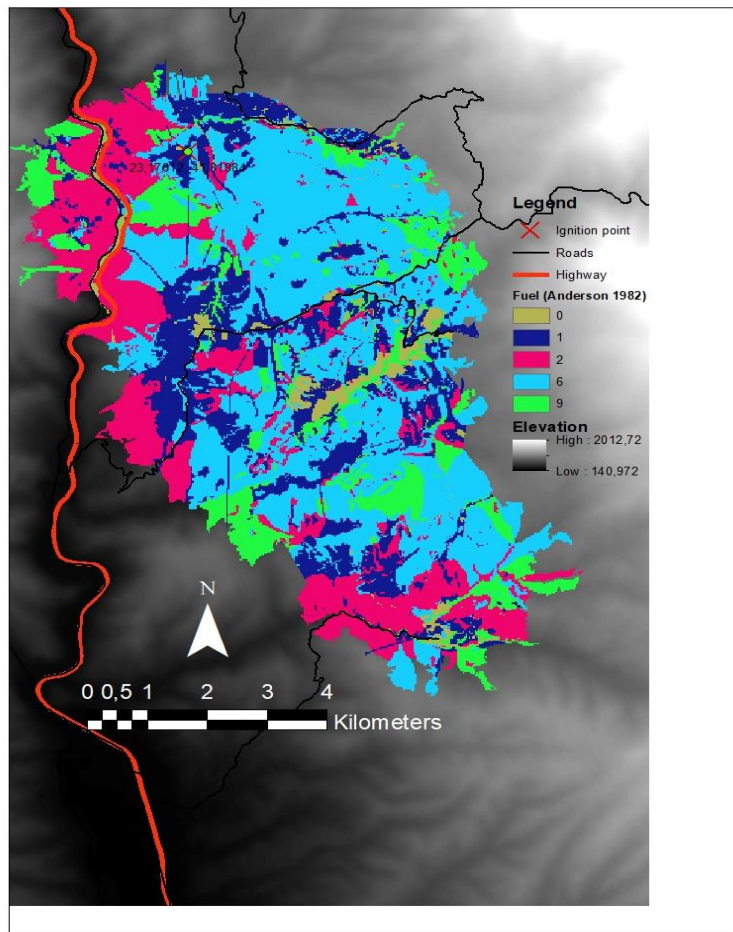 Legend
Ignition point
Roads
Highway
Fuel (Anderson 1982)
0
1
2
6
9
Elevation
High : 2012,72
Low : 140,972
N
0 0,5 1 2 3 4
Kilometers